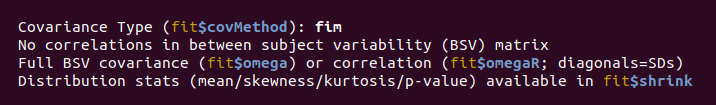 Covariance Type (fit$covMethod): fim
No correlations in between subject variability (BSV) matrix
Full BSV covariance (fit$omega) or correlation (fit$omegaR; diagonals=SDs)
Distribution stats (mean/skewness/kurtosis/p-value) available in fit$shrink